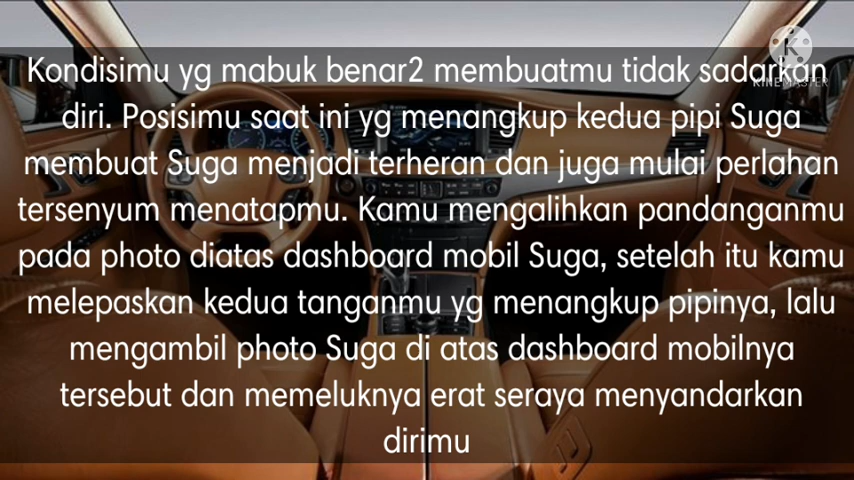 Kondisimu yg mabuk benar2 membuatmu tidak sadarkan
diri. Posisimu saat ini yg menangkup kedua pipi Suga
membuat Suga menjadi terheran dan juga mulai perlahan
tersenyum menatapmu. Kamu mengalihkan pandanganmu
pada photo diatas dashboard mobil Suga, setelah itu kamu
melepaskan kedua tanganmu yg menangkup pipinya, lalu
mengambil photo Suga di atas dashboard mobilnya
tersebut dan memeluknya erat seraya menyandarkan
dirimu
K
KINEMASTER